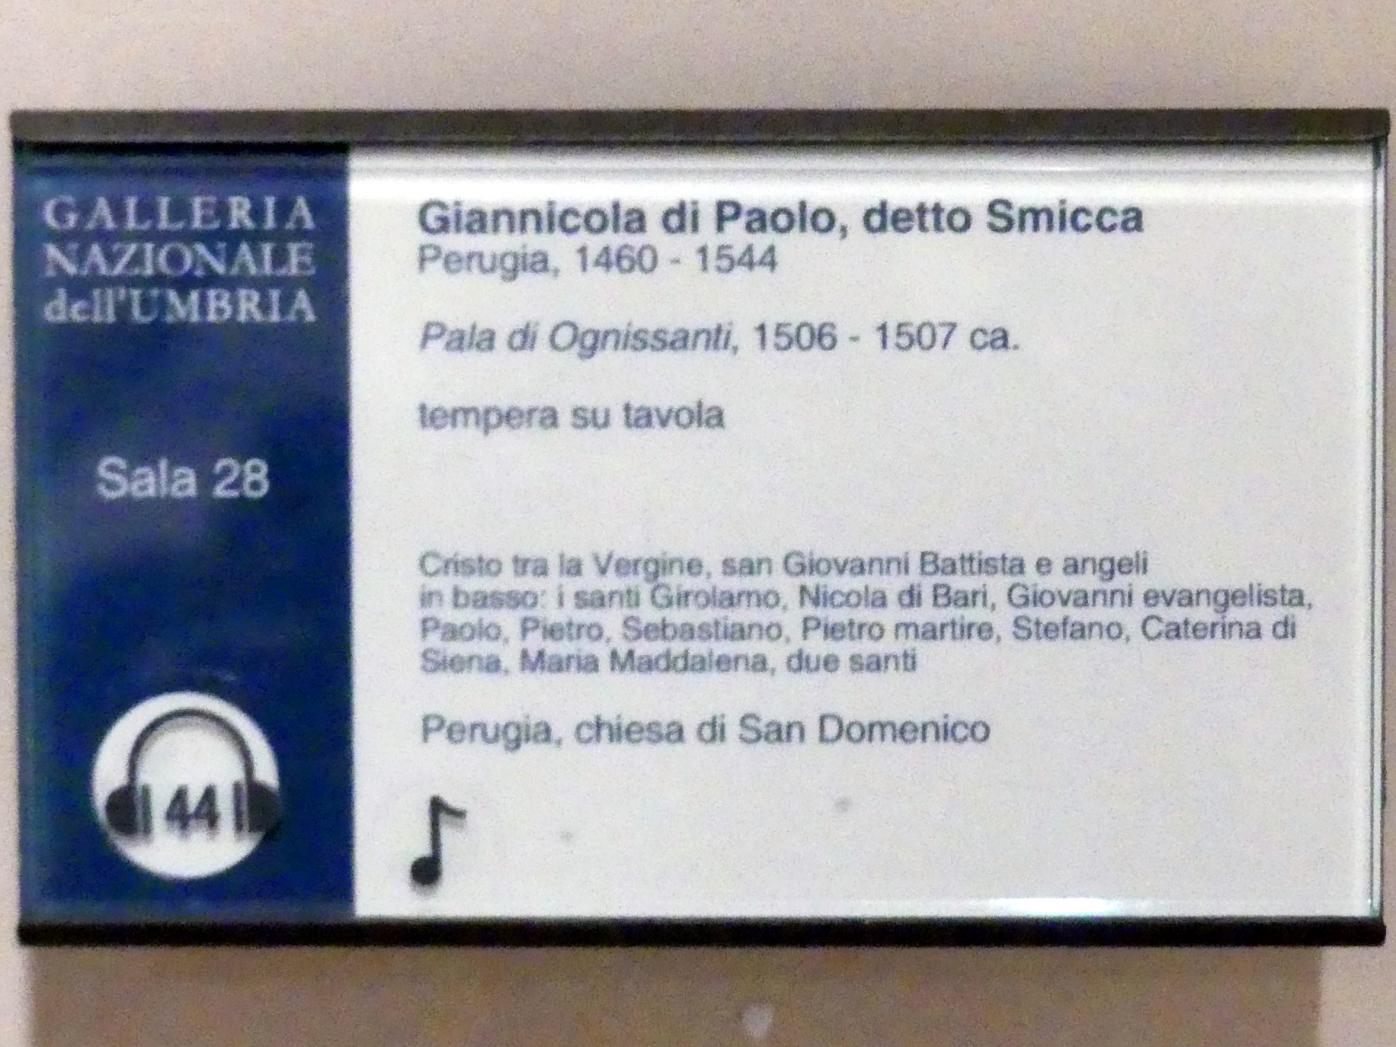 GALLERIA
NAZIONALE
dell'UMBRIA
Sala 28
44
Giannicola di Paolo, detto Smicca
Perugia, 1460 - 1544
Pala di Ognissanti, 1506 - 1507 ca.
tempera su tavola
Cristo tra la Vergine, san Giovanni Battista e angeli
in basso: i santi Girolamo, Nicola di Bari, Giovanni evangelista,
Paolo, Pietro, Sebastiano, Pietro martire, Stefano, Caterina di
Siena, Maria Maddalena, due santi
Perugia, chiesa di San Domenico